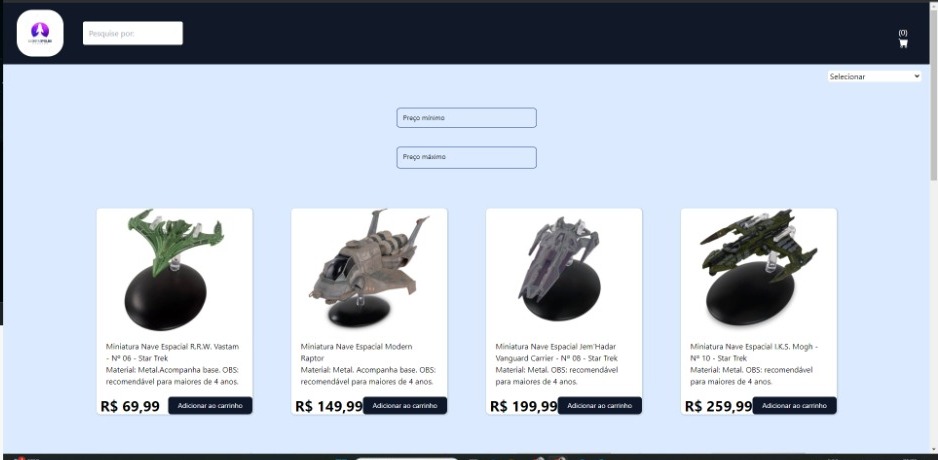 Pesquise por:
(0)
Selecionar
Preço mínimo
Preço máximo
Miniatura Nave Espacial R.R.W. Vastam
- Nº 06 - Star Trek
Material: Metal.Acompanha base. OBS:
recomendável para maiores de 4 anos.
R$ 69,99
Adicionar ao carrinho
Miniatura Nave Espacial Modern
Raptor
Material: Metal. Acompanha base. OBS:
recomendável para maiores de 4 anos.
R$ 149,99
Adicionar ao carrinho
Miniatura Nave Espacial Jem'Hadar
Vanguard Carrier - Nº 08 - Star Trek
Material: Metal. OBS: recomendável
para maiores de 4 anos.
R$ 199,99
Adicionar ao carrinho
Miniatura Nave Espacial I.K.S. Mogh -
Nº 10 - Star Trek
Material: Metal. OBS: recomendável
para maiores de 4 anos.
R$ 259,99
Adicionar ao carrinho